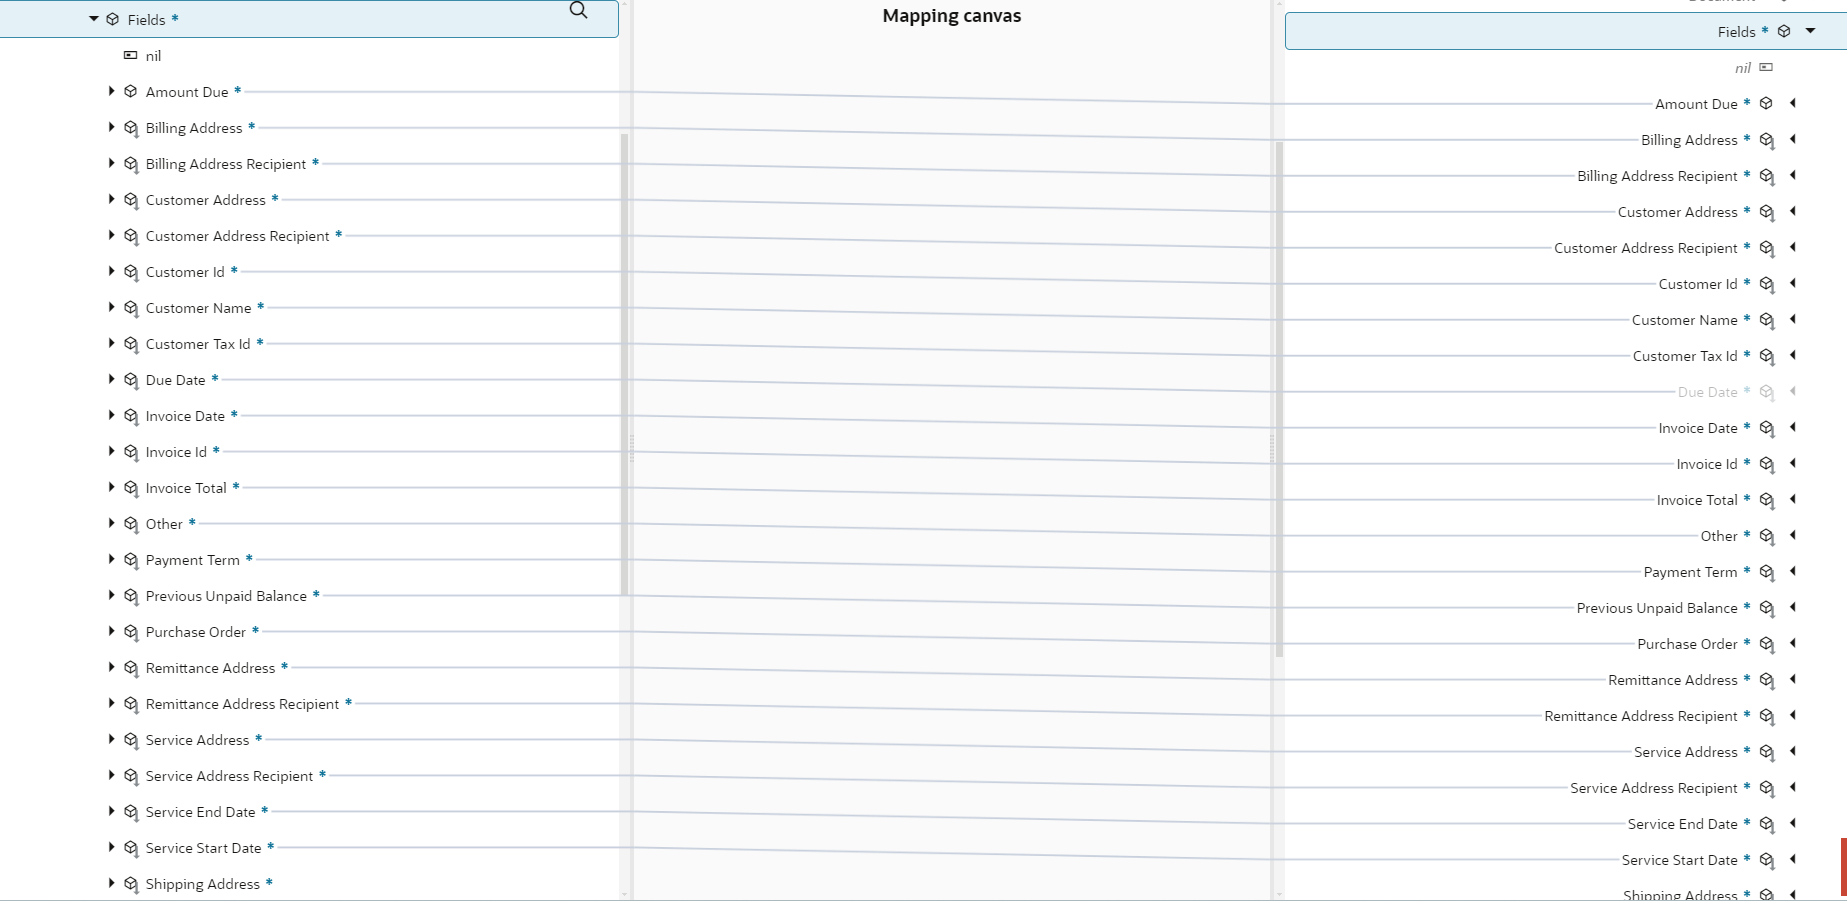 Document
Fields *
Mapping canvas
Fields *
nil
nil
Amount Due *
Amount Due *
Billing Address *
Billing Address *
Billing Address Recipient *
Billing Address Recipient *
Customer Address *
Customer Address *
Customer Address Recipient *
Customer Address Recipient *
Customer Id *
Customer Id *
Customer Name *
Customer Name *
Customer Tax Id *
Customer Tax Id *
Due Date *
Due Date *
Invoice Date *
Invoice Date *
Invoice Id *
Invoice Id *
Invoice Total *
Invoice Total *
Other *
Other *
Payment Term *
Payment Term *
Previous Unpaid Balance *
Previous Unpaid Balance *
Purchase Order *
Purchase Order *
Remittance Address *
Remittance Address *
Remittance Address Recipient *
Remittance Address Recipient *
Service Address *
Service Address *
Service Address Recipient *
Service Address Recipient *
Service End Date *
Service End Date *
Service Start Date *
Service Start Date *
Shipping Address *
Shipping Address *